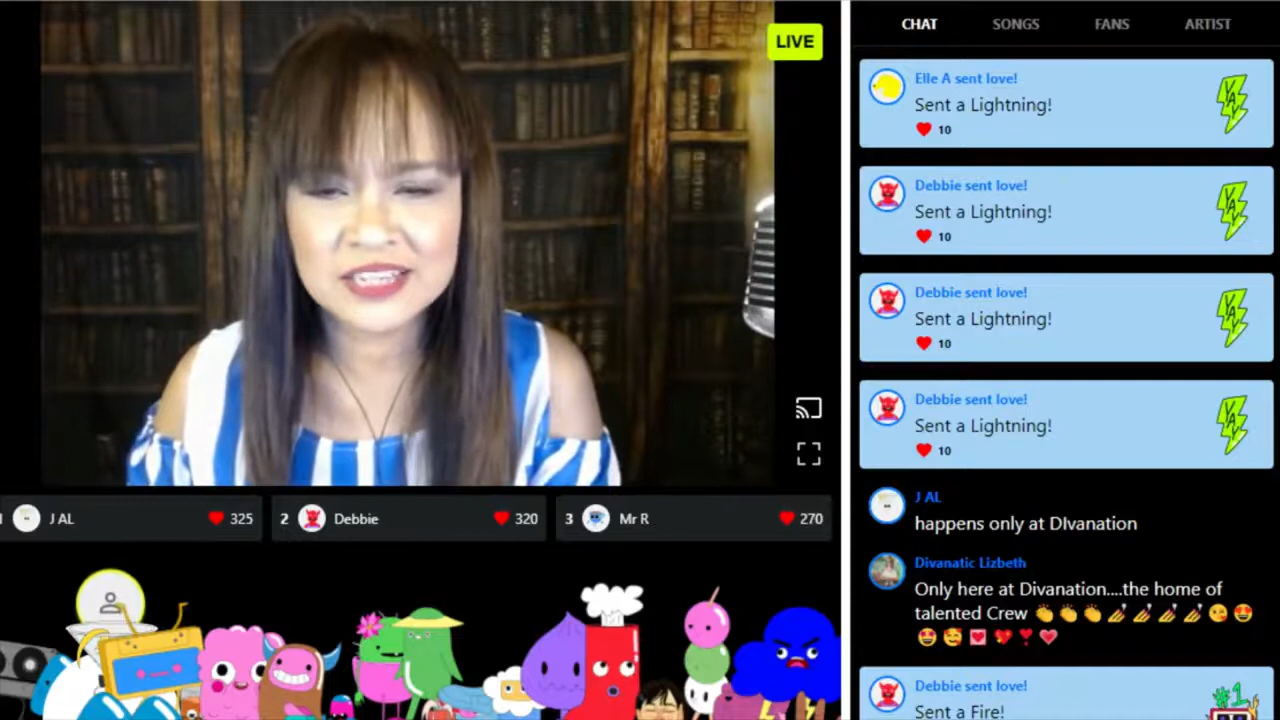 LIVE
J AL 325
2 Debbie 320
3 Mr R 270
CHAT SONGS FANS ARTIST
Elle A sent love!
Sent a Lightning!
10
Debbie sent love!
Sent a Lightning!
10
Debbie sent love!
Sent a Lightning!
10
Debbie sent love!
Sent a Lightning!
10
J AL
happens only at DIvanation
Divanatic Lizbeth
Only here at Divanation....the home of
talented Crew 👏👏👏💅💅💅💅😘🤩
🤩🥰💟💖❣💗
Debbie sent love!
Sent a Fire!
#1